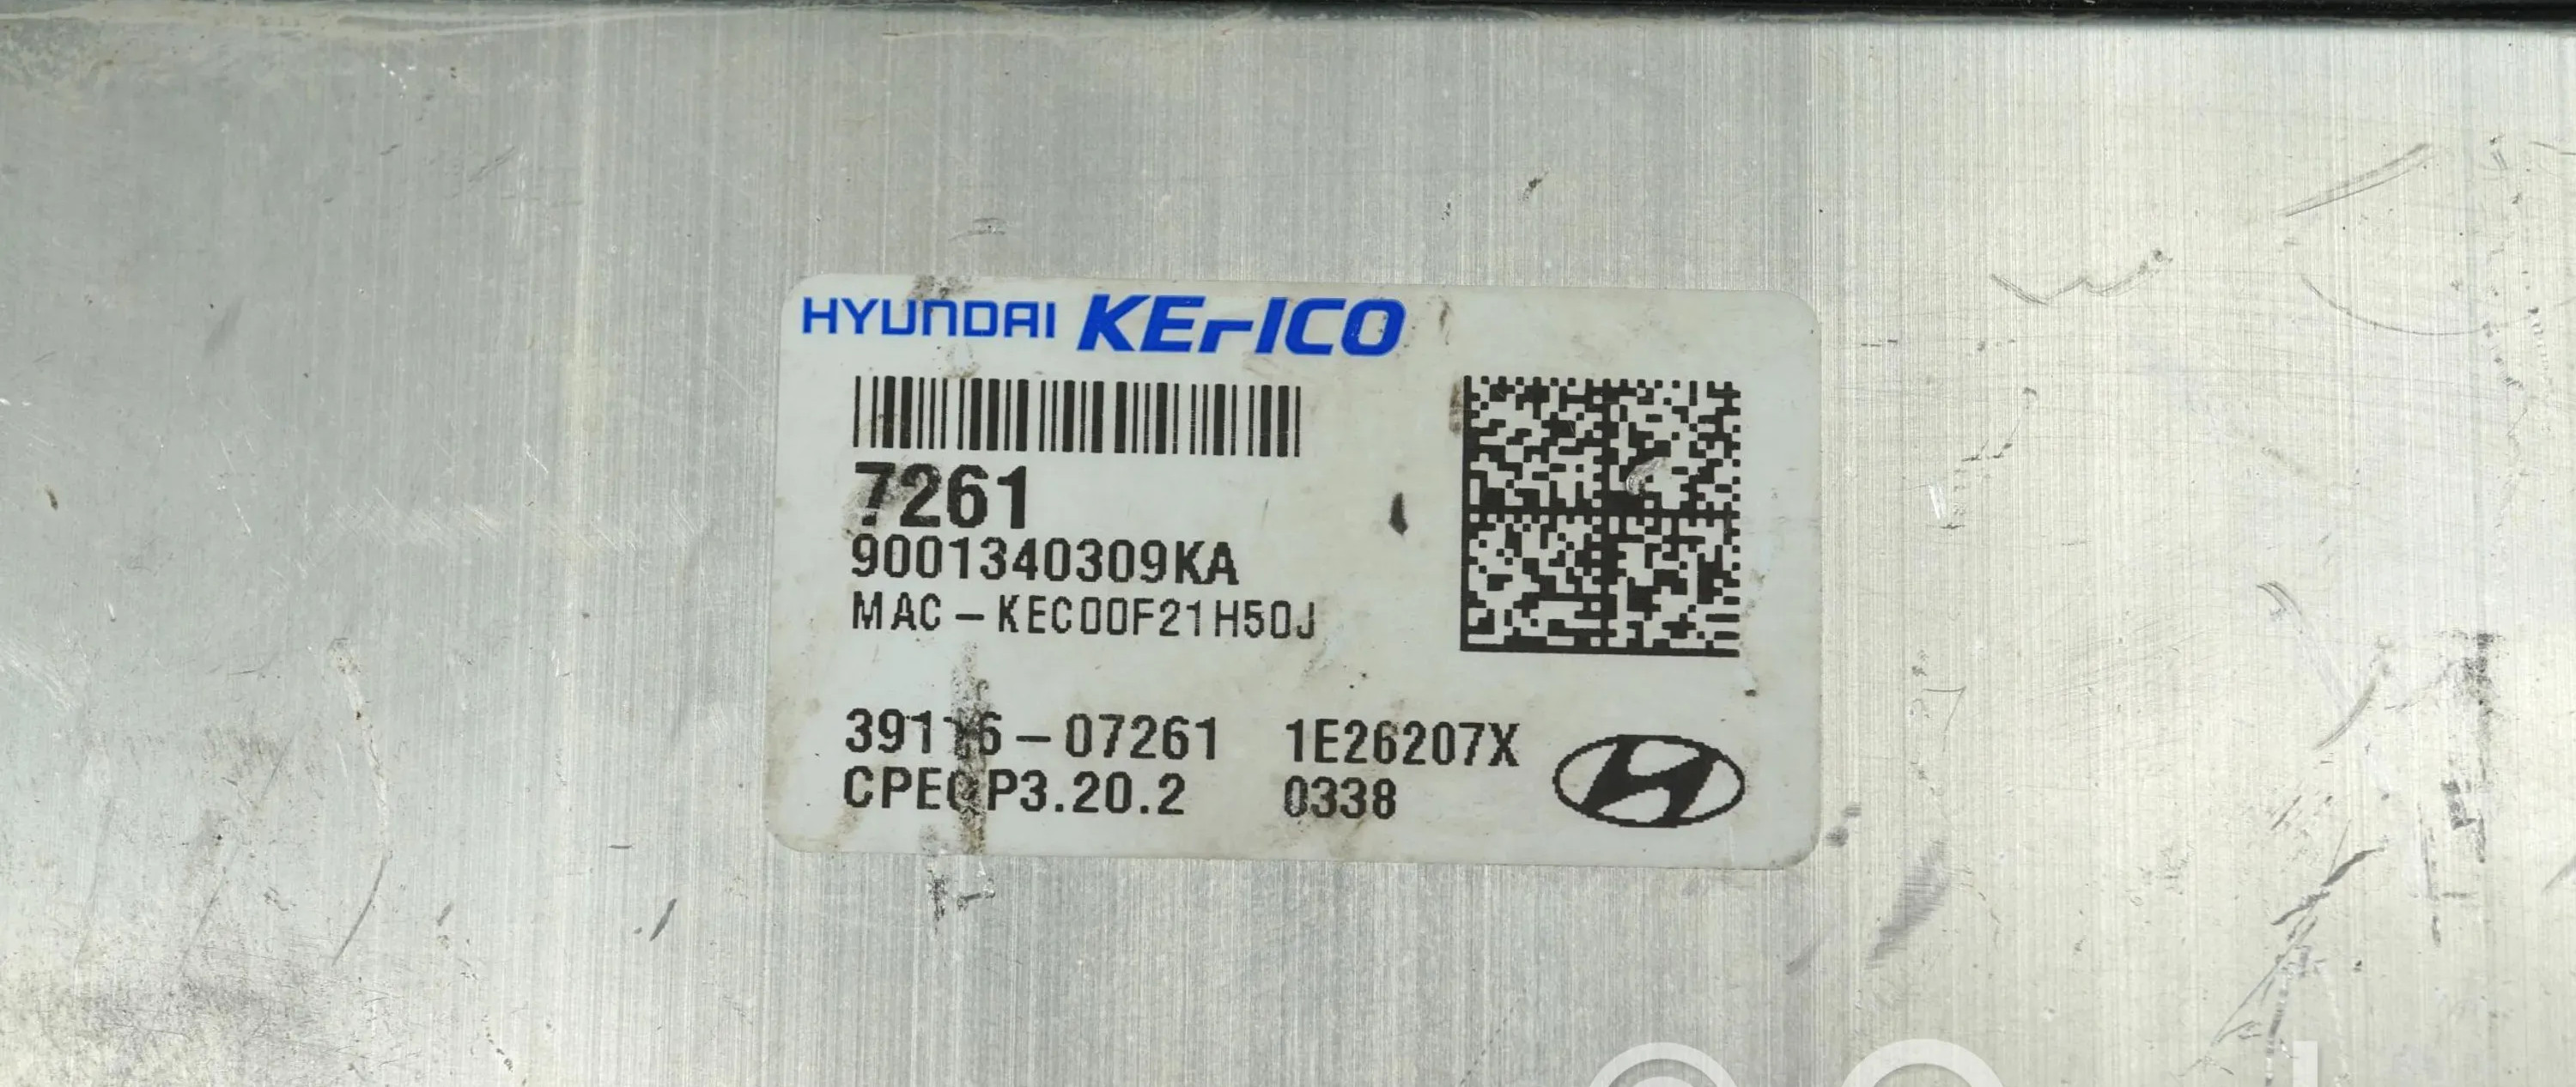 HYUNDAI KEFICO
7261
9001340309KA
MAC-KEC00F21H50J
39116-07261 1E26207X
CPEGP3.20.2 0338